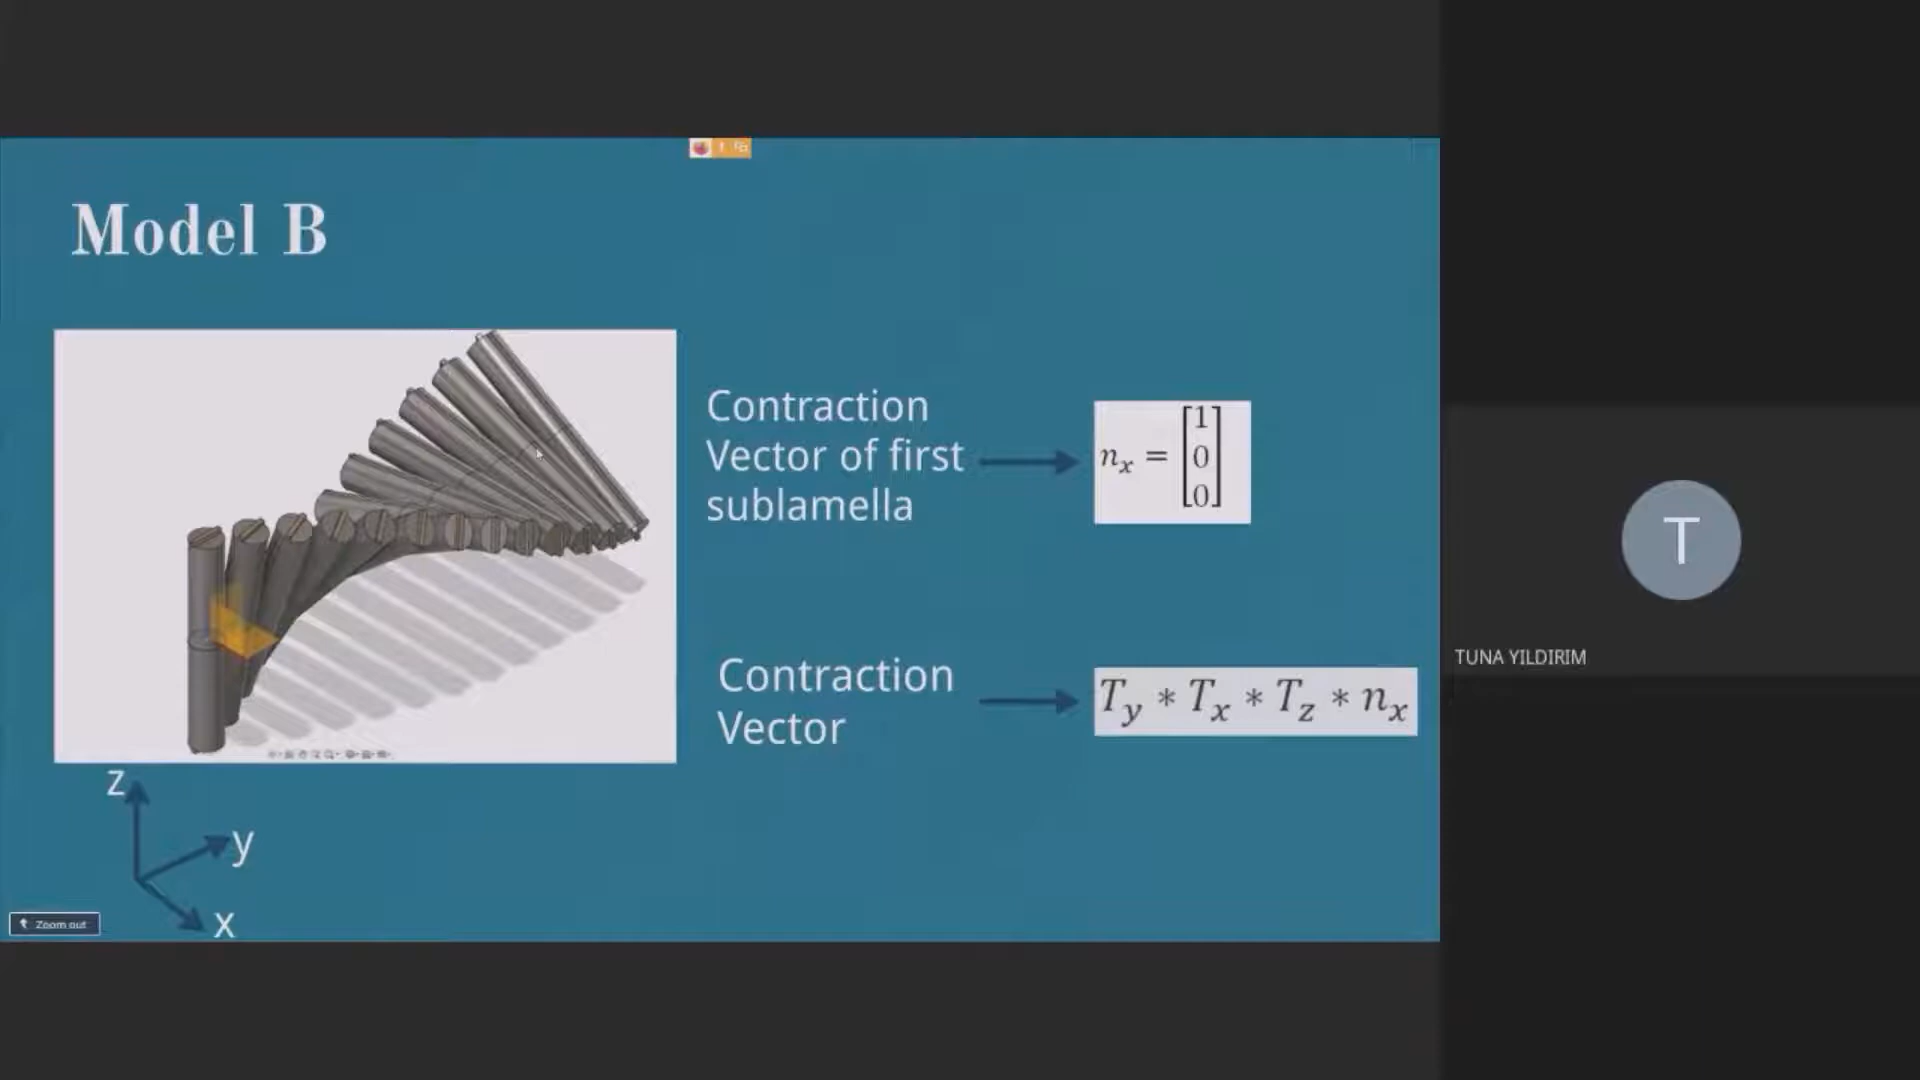 Model B
Contraction
Vector of first
sublamella
n_x = [1 0 0]
Contraction
Vector
T_y * T_x * T_z * n_x
z
y
x
Zoom out
T
TUNA YILDIRIM